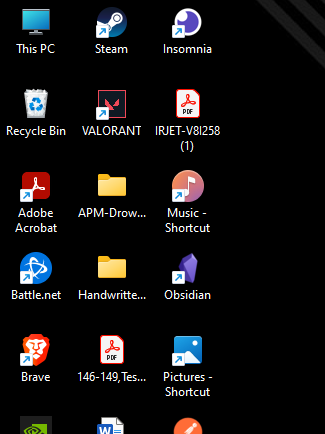 This PC
Steam
Insomnia
Recycle Bin
VALORANT
IRJET-V8I258
(1)
PDF
Adobe
Acrobat
APM-Drow...
Music -
Shortcut
Battle.net
Handwritte...
Obsidian
Brave
146-149,Tes...
PDF
Pictures -
Shortcut
W